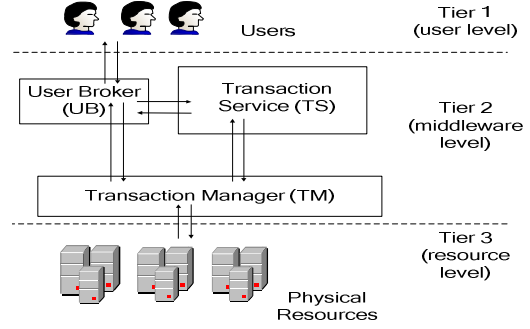 Tier 1
(user level)
Users
User Broker
(UB)
Transaction
Service (TS)
Tier 2
(middleware
level)
Transaction Manager (TM)
Tier 3
(resource
level)
Physical
Resources